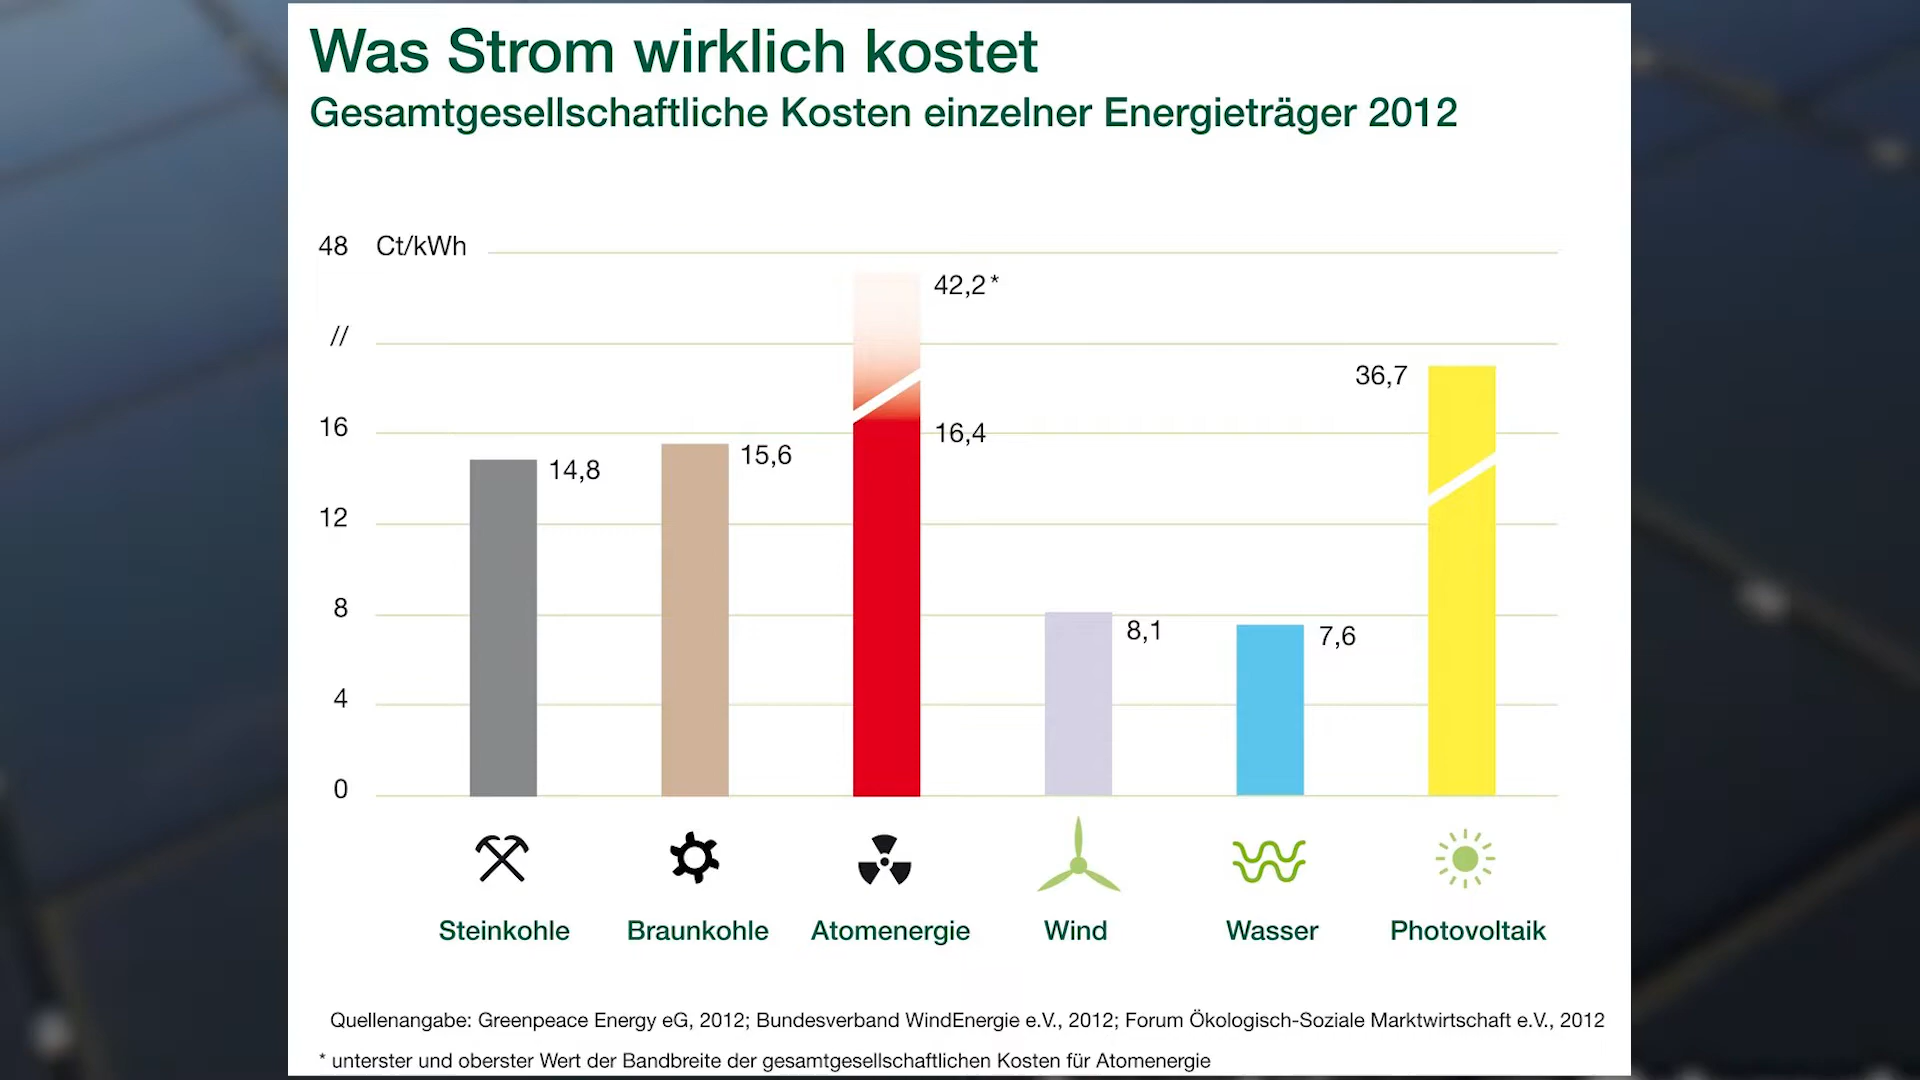 Was Strom wirklich kostet
Gesamtgesellschaftliche Kosten einzelner Energieträger 2012
48 Ct/kWh
42,2*
//
36,7
16
16,4
15,6
14,8
12
8
8,1
7,6
4
0
Steinkohle Braunkohle Atomenergie Wind Wasser Photovoltaik
Quellenangabe: Greenpeace Energy eG, 2012; Bundesverband WindEnergie e.V., 2012; Forum Ökologisch-Soziale Marktwirtschaft e.V., 2012
* unterster und oberster Wert der Bandbreite der gesamtgesellschaftlichen Kosten für Atomenergie